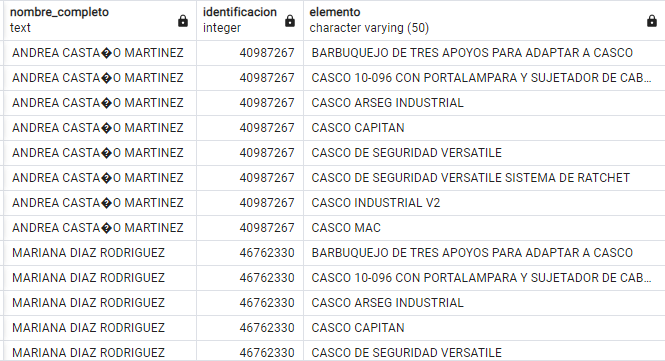 nombre_completo identificacion elemento
text integer character varying (50)
ANDREA CASTA�O MARTINEZ 40987267 BARBUQUEJO DE TRES APOYOS PARA ADAPTAR A CASCO
ANDREA CASTA�O MARTINEZ 40987267 CASCO 10-096 CON PORTALAMPARA Y SUJETADOR DE CAB...
ANDREA CASTA�O MARTINEZ 40987267 CASCO ARSEG INDUSTRIAL
ANDREA CASTA�O MARTINEZ 40987267 CASCO CAPITAN
ANDREA CASTA�O MARTINEZ 40987267 CASCO DE SEGURIDAD VERSATILE
ANDREA CASTA�O MARTINEZ 40987267 CASCO DE SEGURIDAD VERSATILE SISTEMA DE RATCHET
ANDREA CASTA�O MARTINEZ 40987267 CASCO INDUSTRIAL V2
ANDREA CASTA�O MARTINEZ 40987267 CASCO MAC
MARIANA DIAZ RODRIGUEZ 46762330 BARBUQUEJO DE TRES APOYOS PARA ADAPTAR A CASCO
MARIANA DIAZ RODRIGUEZ 46762330 CASCO 10-096 CON PORTALAMPARA Y SUJETADOR DE CAB...
MARIANA DIAZ RODRIGUEZ 46762330 CASCO ARSEG INDUSTRIAL
MARIANA DIAZ RODRIGUEZ 46762330 CASCO CAPITAN
MARIANA DIAZ RODRIGUEZ 46762330 CASCO DE SEGURIDAD VERSATILE